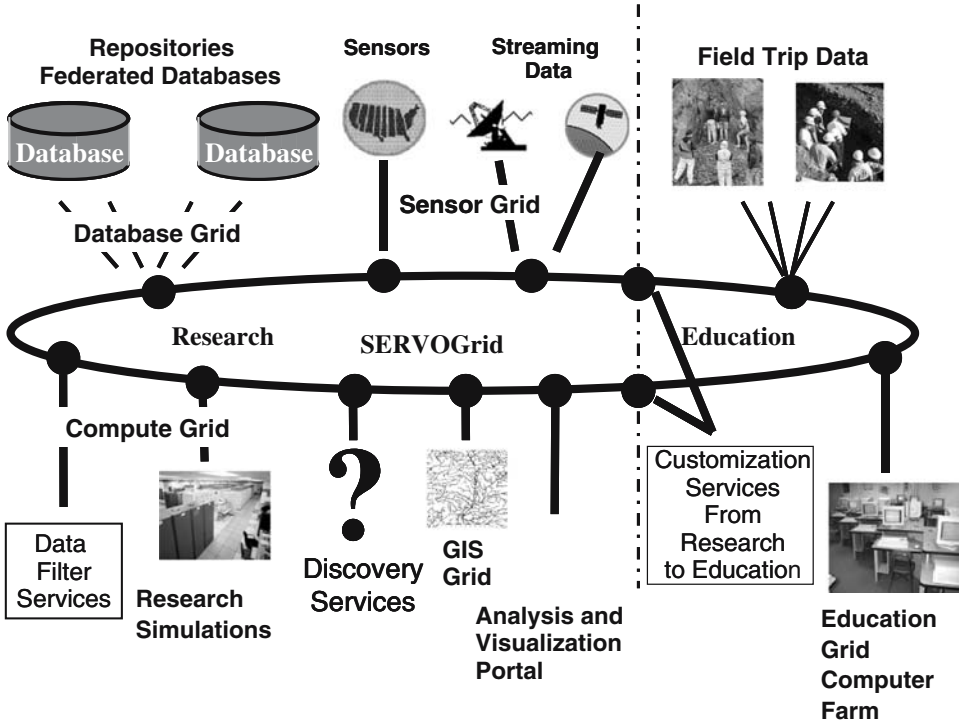 Repositories
Federated Databases
Sensors
Streaming
Data
Field Trip Data
Database
Database
Sensor Grid
Database Grid
Research
SERVOGrid
Education
Compute Grid
Data
Filter
Services
Research
Simulations
?
Discovery
Services
GIS
Grid
Analysis and
Visualization
Portal
Customization
Services
From
Research
to Education
Education
Grid
Computer
Farm